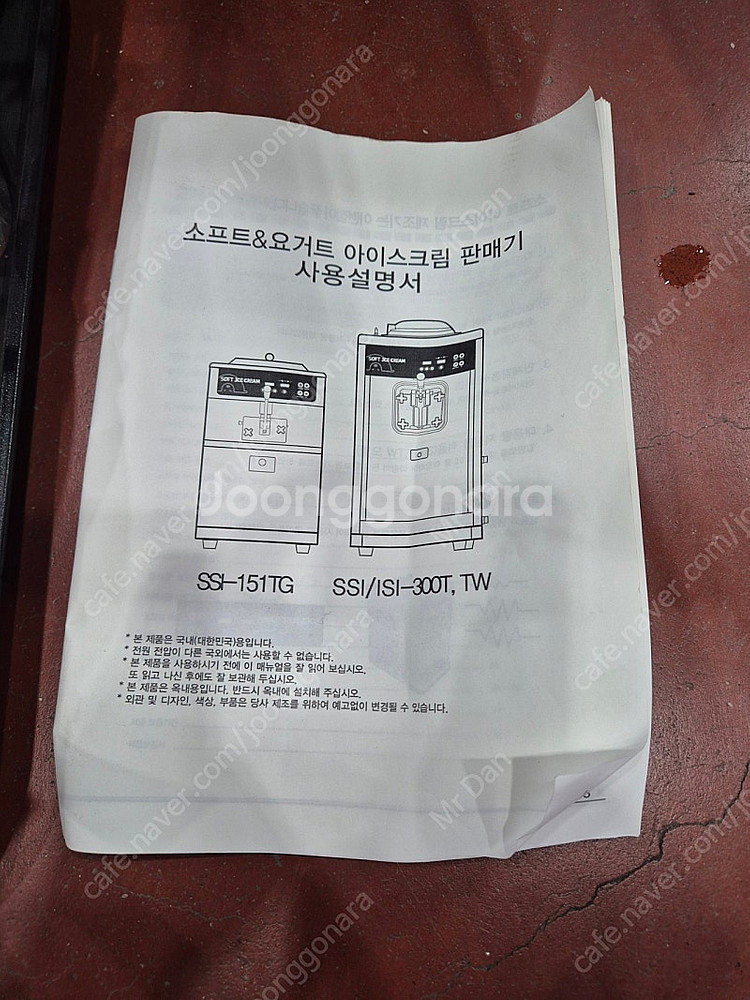 소프트&요거트 아이스크림 판매기
사용설명서
SOFT ICE CREAM
SOFT ICE CREAM
SSI-151TG
SSI/ISI-300T, TW
* 본 제품은 국내(대한민국)용입니다.
* 전원 전압이 다른 국외에서는 사용할 수 없습니다.
* 본 제품을 사용하시기 전에 이 매뉴얼을 잘 읽어 보십시오.
또 읽고 나신 후에도 잘 보관해 두십시오.
* 본 제품은 옥내용입니다. 반드시 옥내에 설치해 주십시오.
* 외관 및 디자인, 색상, 부품은 당사 제조를 위하여 예고없이 변경될 수 있습니다.
Joonggonara
cafe.naver.com/joonggonara
Mr Dan